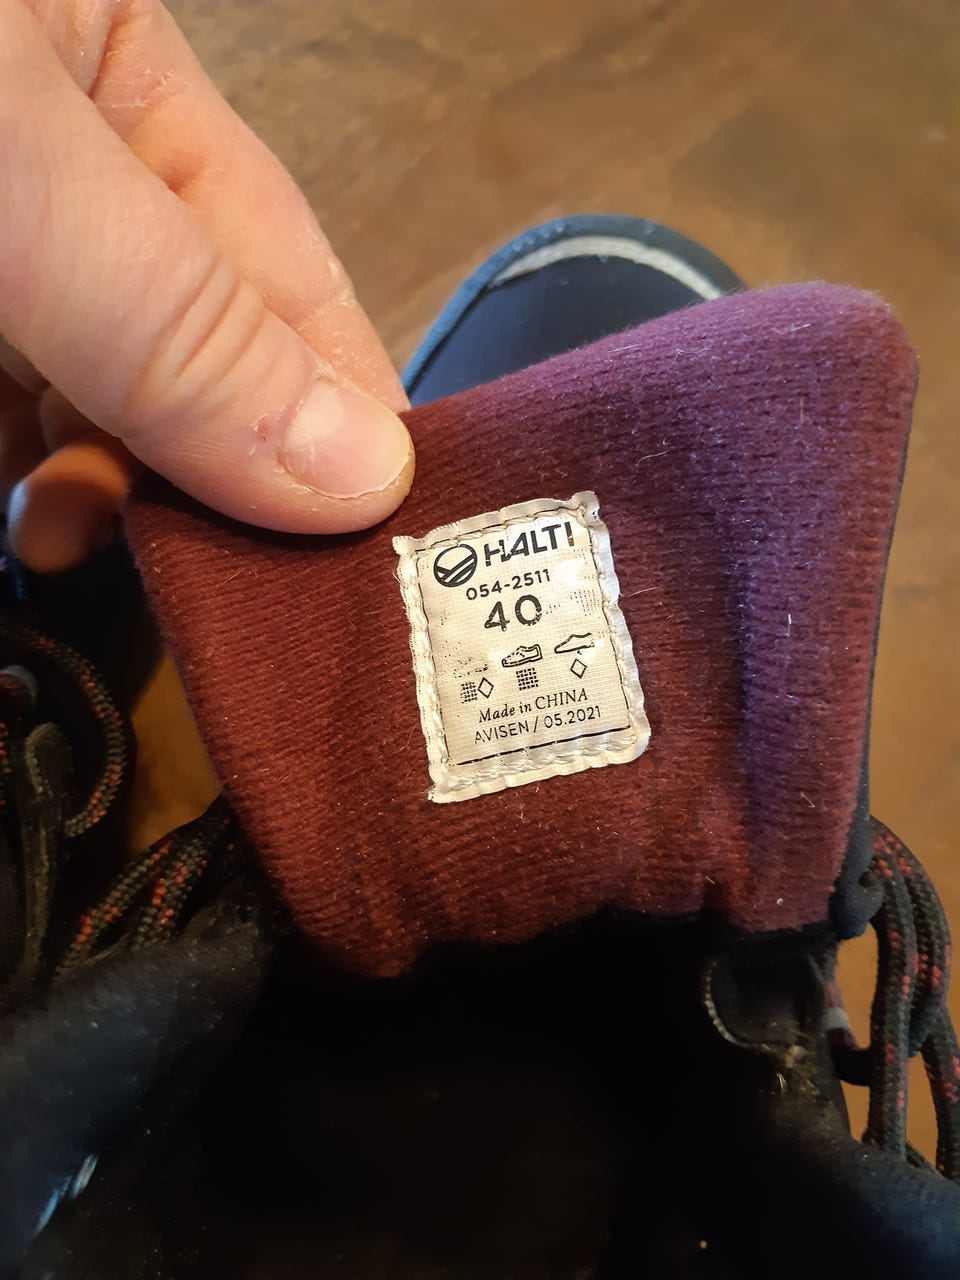 HALTI
054-2511
40
Made in CHINA
AVISEN / 05.2021